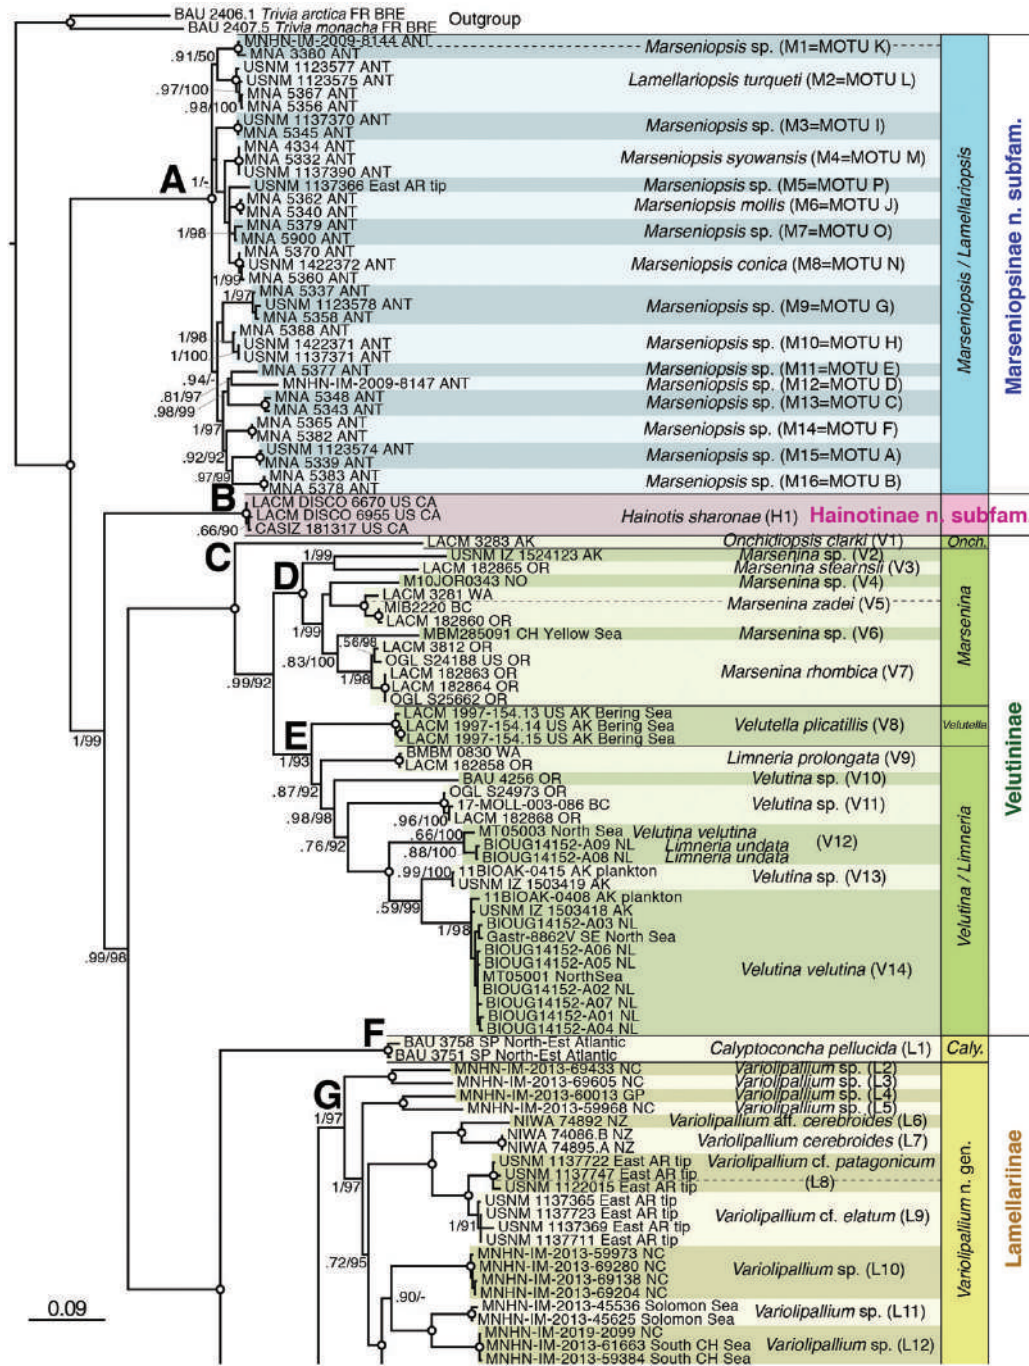 BAU 2406.1 Trivia arctica FR BRE
BAU 2407.5 Trivia monacha FR BRE
Outgroup
MNHN-IM-2009-8144 ANT
MNA 3380 ANT
Marseniopsis sp. (M1=MOTU K)
.91/50
USNM 1123577 ANT
USNM 1123575 ANT
MNA 5367 ANT
MNA 5356 ANT
Lamellariopsis turqueti (M2=MOTU L)
.97/100
.98/100
USNM 1137370 ANT
MNA 5345 ANT
Marseniopsis sp. (M3=MOTU I)
MNA 4334 ANT
MNA 5332 ANT
USNM 1137390 ANT
Marseniopsis syowansis (M4=MOTU M)
A
1/-
USNM 1137366 East AR tip
Marseniopsis sp. (M5=MOTU P)
MNA 5362 ANT
MNA 5340 ANT
Marseniopsis mollis (M6=MOTU J)
MNA 5379 ANT
MNA 5900 ANT
Marseniopsis sp. (M7=MOTU O)
1/98
MNA 5370 ANT
USNM 1422372 ANT
MNA 5360 ANT
Marseniopsis conica (M8=MOTU N)
1/99
1/97
MNA 5337 ANT
USNM 1123578 ANT
MNA 5358 ANT
Marseniopsis sp. (M9=MOTU G)
MNA 5388 ANT
USNM 1422371 ANT
USNM 1137371 ANT
Marseniopsis sp. (M10=MOTU H)
1/98
1/100
MNA 5377 ANT
Marseniopsis sp. (M11=MOTU E)
.94/-
MNHN-IM-2009-8147 ANT
Marseniopsis sp. (M12=MOTU D)
.81/97
.98/99
MNA 5348 ANT
MNA 5343 ANT
Marseniopsis sp. (M13=MOTU C)
MNA 5365 ANT
MNA 5382 ANT
Marseniopsis sp. (M14=MOTU F)
1/97
USNM 1123574 ANT
MNA 5339 ANT
Marseniopsis sp. (M15=MOTU A)
.92/92
.97/99
MNA 5383 ANT
MNA 5378 ANT
Marseniopsis sp. (M16=MOTU B)
Marseniopsis / Lamellariopsis
Marseniopsinae n. subfam.
B
LACM DISCO 6670 US CA
LACM DISCO 6955 US CA
CASIZ 181317 US CA
.66/90
Hainotis sharonae (H1)
Hainotinae n. subfam.
C
LACM 3283 AK
Onchidiopsis clarki (V1)
Onch.
D
1/99
USNM IZ 1524123 AK
Marsenina sp. (V2)
LACM 182865 OR
Marsenina stearnsii (V3)
M10JOR0343 NO
Marsenina sp. (V4)
LACM 3281 WA
MIB2220 BC
LACM 182860 OR
Marsenina zadei (V5)
1/99
MBM285091 CH Yellow Sea
Marsenina sp. (V6)
.56/98
.83/100
LACM 3812 OR
OGL S24188 US OR
LACM 182863 OR
LACM 182864 OR
OGL S25662 OR
Marsenina rhombica (V7)
1/98
.99/92
Marsenina
E
LACM 1997-154.13 US AK Bering Sea
LACM 1997-154.14 US AK Bering Sea
LACM 1997-154.15 US AK Bering Sea
Velutella plicatillis (V8)
Velutella
1/99
1/93
BMBM 0830 WA
LACM 182858 OR
Limneria prolongata (V9)
.87/92
BAU 4256 OR
Velutina sp. (V10)
OGL S24973 OR
17-MOLL-003-086 BC
LACM 182868 OR
Velutina sp. (V11)
.98/98
.96/100
.76/92
.66/100
MT05003 North Sea Velutina velutina
BIOUG14152-A09 NL Limneria undata
BIOUG14152-A08 NL Limneria undata
(V12)
.88/100
.99/100
11BIOAK-0415 AK plankton
USNM IZ 1503419 AK
Velutina sp. (V13)
.59/99
11BIOAK-0408 AK plankton
USNM IZ 1503418 AK
BIOUG14152-A03 NL
Gastr-8862V SE North Sea
BIOUG14152-A06 NL
BIOUG14152-A05 NL
MT05001 NorthSea
BIOUG14152-A02 NL
BIOUG14152-A07 NL
BIOUG14152-A01 NL
BIOUG14152-A04 NL
Velutina velutina (V14)
1/98
.99/98
Velutina / Limneria
Velutininae
F
BAU 3758 SP North-Est Atlantic
BAU 3751 SP North-Est Atlantic
Calyptoconcha pellucida (L1)
Caly.
G
MNHN-IM-2013-69433 NC
Variolipallium sp. (L2)
MNHN-IM-2013-69605 NC
Variolipallium sp. (L3)
MNHN-IM-2013-60013 GP
Variolipallium sp. (L4)
MNHN-IM-2013-59968 NC
Variolipallium sp. (L5)
1/97
NIWA 74892 NZ
Variolipallium aff. cerebroides (L6)
NIWA 74086.B NZ
NIWA 74895.A NZ
Variolipallium cerebroides (L7)
USNM 1137722 East AR tip
USNM 1137747 East AR tip
USNM 1122015 East AR tip
Variolipallium cf. patagonicum
(L8)
1/97
USNM 1137365 East AR tip
USNM 1137723 East AR tip
USNM 1137369 East AR tip
USNM 1137711 East AR tip
Variolipallium cf. elatum (L9)
1/91
.72/95
MNHN-IM-2013-59973 NC
MNHN-IM-2013-69280 NC
MNHN-IM-2013-69138 NC
MNHN-IM-2013-69204 NC
Variolipallium sp. (L10)
.90/-
MNHN-IM-2013-45536 Solomon Sea
MNHN-IM-2013-45625 Solomon Sea
Variolipallium sp. (L11)
MNHN-IM-2019-2099 NC
MNHN-IM-2013-61663 South CH Sea
MNHN-IM-2013-59384 South CH Sea
Variolipallium sp. (L12)
Variolipallium n. gen.
Lamellariinae
0.09